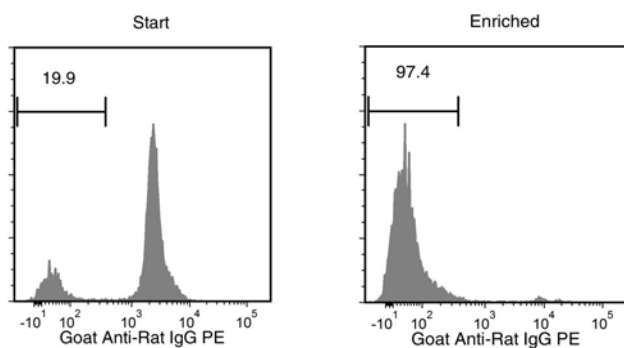 Start
19.9
-10¹ 10² 10³ 10⁴ 10⁵
Goat Anti-Rat IgG PE
Enriched
97.4
-10¹ 10² 10³ 10⁴ 10⁵
Goat Anti-Rat IgG PE